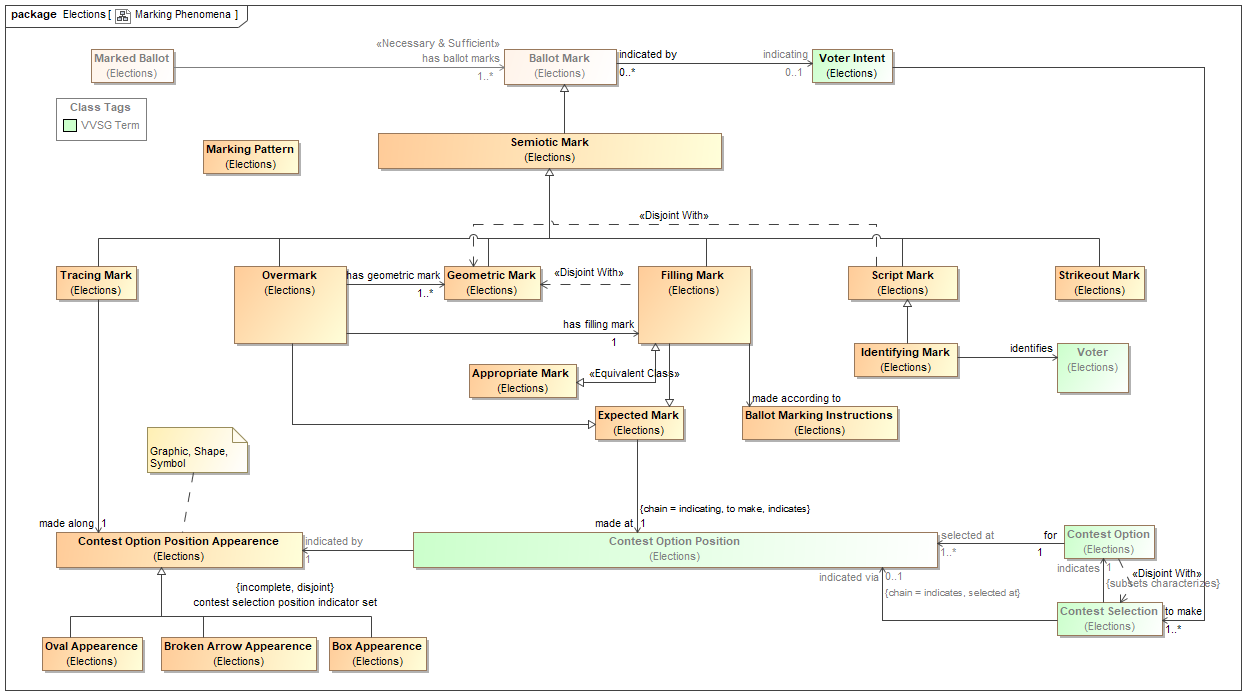 package Elections [ Marking Phenomena ]
«Necessary & Sufficient»
has ballot marks
1..*
Marked Ballot
(Elections)
Ballot Mark
(Elections)
indicated by
0..*
indicating
0..1
Voter Intent
(Elections)
Class Tags
VVSG Term
Marking Pattern
(Elections)
Semiotic Mark
(Elections)
«Disjoint With»
Tracing Mark
(Elections)
Overmark
(Elections)
has geometric mark
1..*
Geometric Mark
(Elections)
«Disjoint With»
Filling Mark
(Elections)
Script Mark
(Elections)
Strikeout Mark
(Elections)
has filling mark
1
Identifying Mark
(Elections)
identifies
Voter
(Elections)
Appropriate Mark
(Elections)
«Equivalent Class»
Expected Mark
(Elections)
made according to
Ballot Marking Instructions
(Elections)
Graphic, Shape,
Symbol
made along
1
{chain = indicating, to make, indicates}
made at
1
Contest Option Position Appearence
(Elections)
indicated by
1
Contest Option Position
(Elections)
selected at
1..*
for
1
Contest Option
(Elections)
indicated via
0..1
{chain = indicates, selected at}
indicates
1
«Disjoint With»
{subsets characterizes}
Contest Selection
(Elections)
to make
1..*
{incomplete, disjoint}
contest selection position indicator set
Oval Appearence
(Elections)
Broken Arrow Appearence
(Elections)
Box Appearence
(Elections)